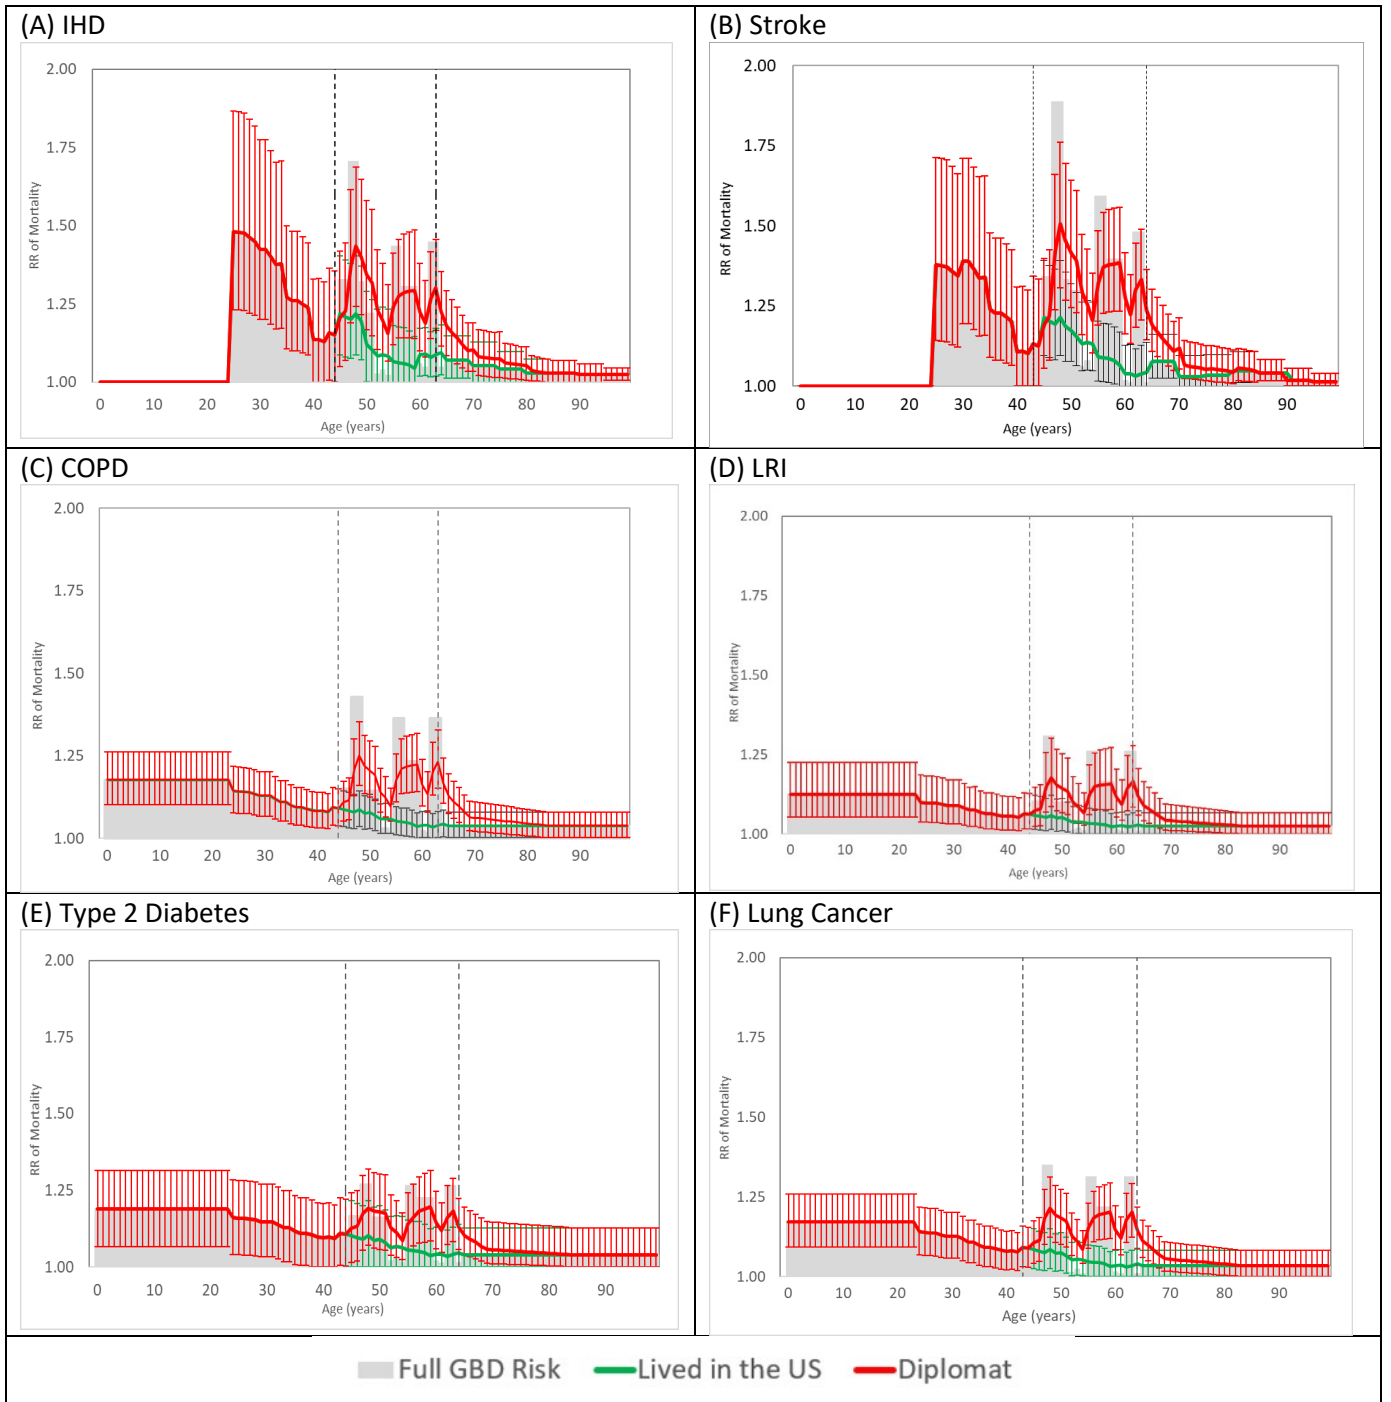 (A) IHD
2.00
1.75
1.50
1.25
1.00
RR of Mortality
0 10 20 30 40 50 60 70 80 90
Age (years)
(B) Stroke
2.00
1.75
1.50
1.25
1.00
RR of Mortality
0 10 20 30 40 50 60 70 80 90
Age (years)
(C) COPD
2.00
1.75
1.50
1.25
1.00
RR of Mortality
0 10 20 30 40 50 60 70 80 90
Age (years)
(D) LRI
2.00
1.75
1.50
1.25
1.00
RR of Mortality
0 10 20 30 40 50 60 70 80 90
Age (years)
(E) Type 2 Diabetes
2.00
1.75
1.50
1.25
1.00
RR of Mortality
0 10 20 30 40 50 60 70 80 90
Age (years)
(F) Lung Cancer
2.00
1.75
1.50
1.25
1.00
RR of Mortality
0 10 20 30 40 50 60 70 80 90
Age (years)
Full GBD Risk Lived in the US Diplomat